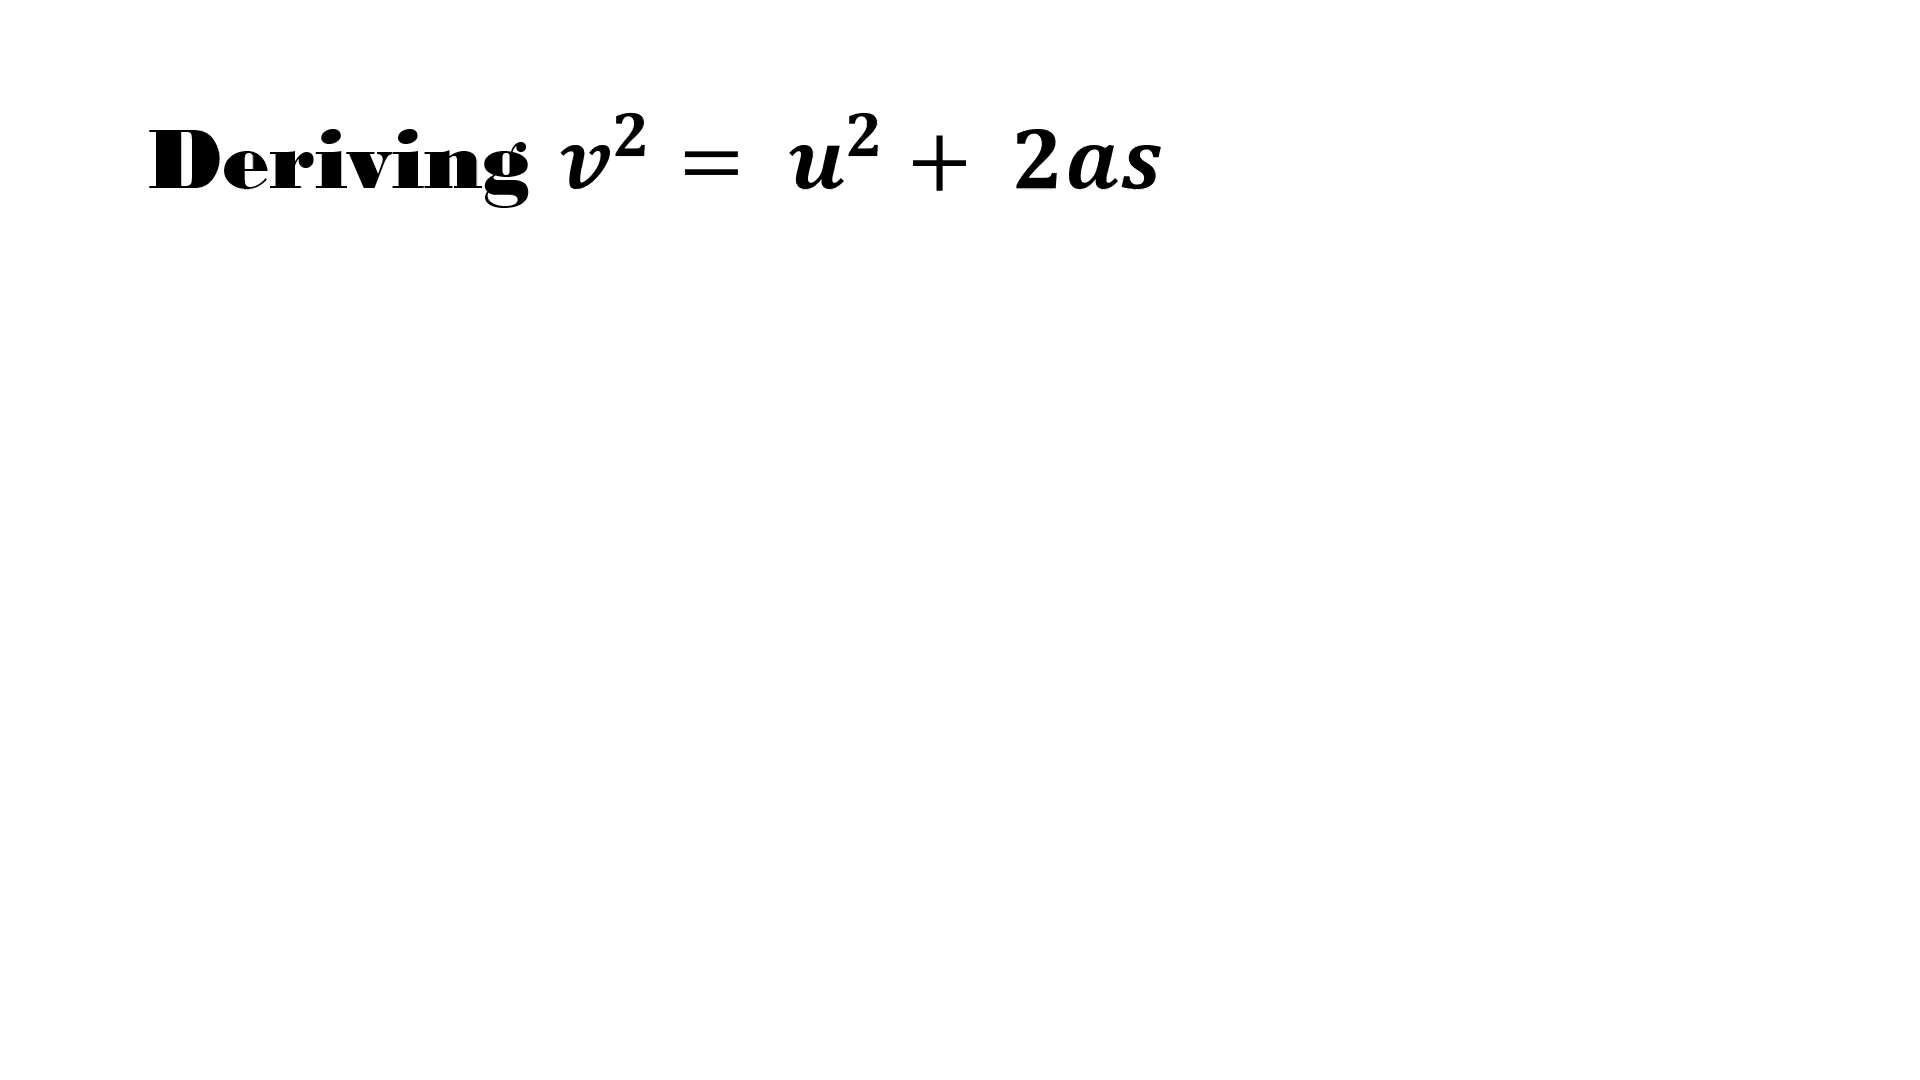 Deriving 𝒗² = 𝒖² + 2𝒂𝒔